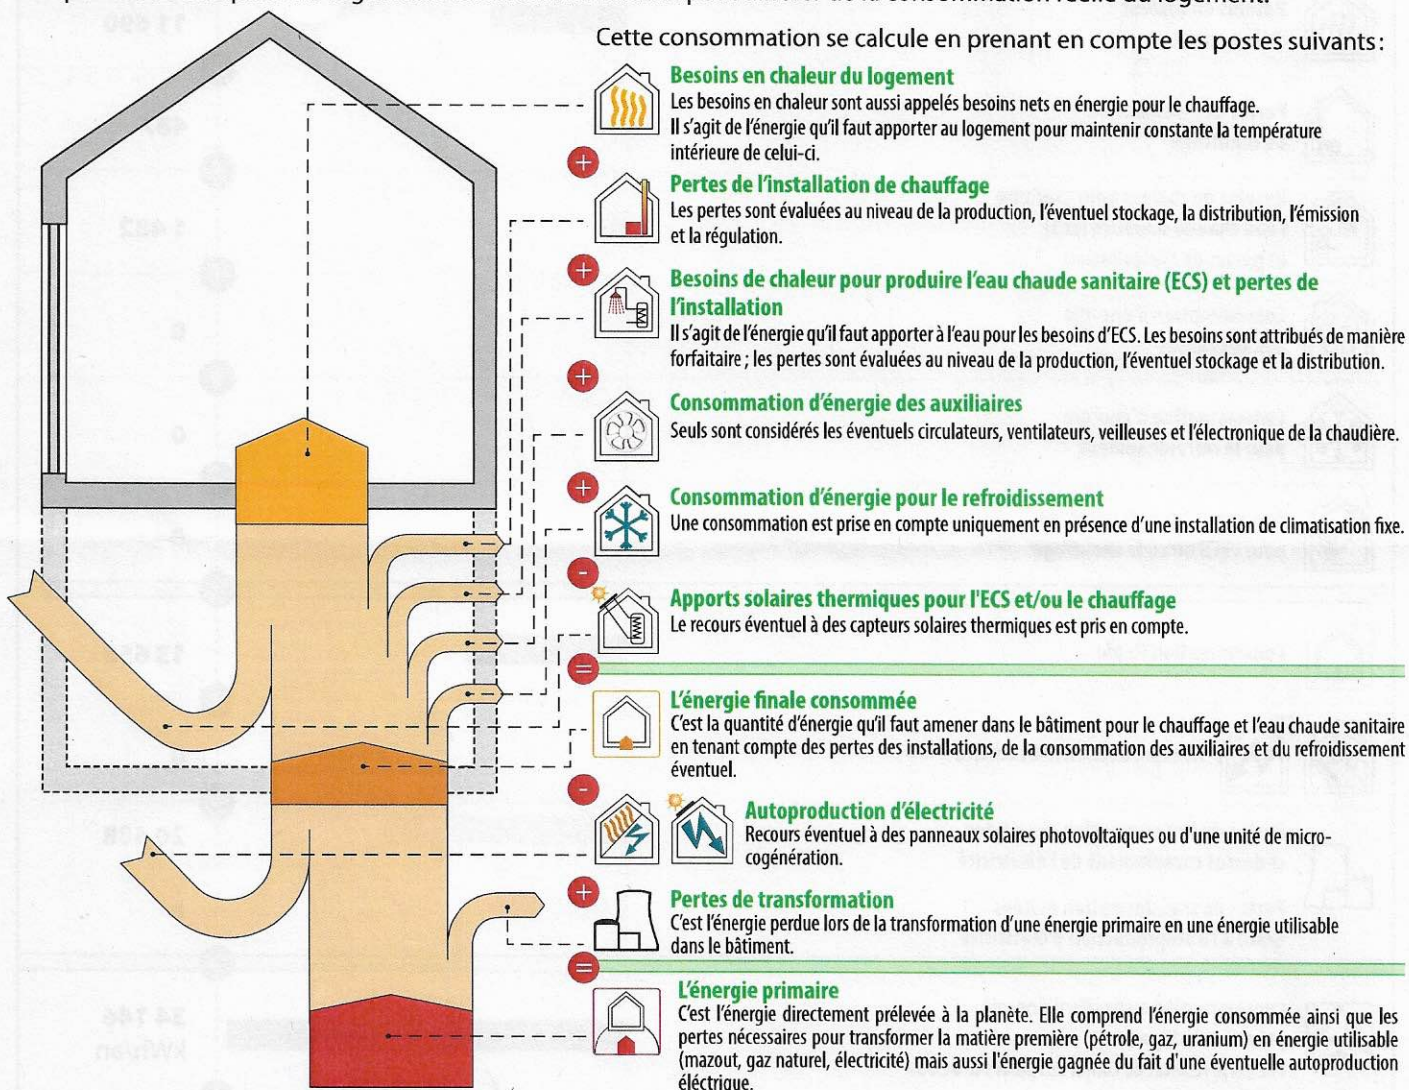 de la consommation réelle du logement.
Cette consommation se calcule en prenant en compte les postes suivants :
Besoins en chaleur du logement
Les besoins en chaleur sont aussi appelés besoins nets en énergie pour le chauffage.
Il s'agit de l'énergie qu'il faut apporter au logement pour maintenir constante la température
intérieure de celui-ci.
+
Pertes de l'installation de chauffage
Les pertes sont évaluées au niveau de la production, l'éventuel stockage, la distribution, l'émission
et la régulation.
+
Besoins de chaleur pour produire l'eau chaude sanitaire (ECS) et pertes de
l'installation
Il s'agit de l'énergie qu'il faut apporter à l'eau pour les besoins d'ECS. Les besoins sont attribués de manière
forfaitaire ; les pertes sont évaluées au niveau de la production, l'éventuel stockage et la distribution.
+
Consommation d'énergie des auxiliaires
Seuls sont considérés les éventuels circulateurs, ventilateurs, veilleuses et l'électronique de la chaudière.
+
Consommation d'énergie pour le refroidissement
Une consommation est prise en compte uniquement en présence d'une installation de climatisation fixe.
-
Apports solaires thermiques pour l'ECS et/ou le chauffage
Le recours éventuel à des capteurs solaires thermiques est pris en compte.
=
L'énergie finale consommée
C'est la quantité d'énergie qu'il faut amener dans le bâtiment pour le chauffage et l'eau chaude sanitaire
en tenant compte des pertes des installations, de la consommation des auxiliaires et du refroidissement
éventuel.
-
Autoproduction d'électricité
Recours éventuel à des panneaux solaires photovoltaïques ou d'une unité de micro-
cogénération.
+
Pertes de transformation
C'est l'énergie perdue lors de la transformation d'une énergie primaire en une énergie utilisable
dans le bâtiment.
=
L'énergie primaire
C'est l'énergie directement prélevée à la planète. Elle comprend l'énergie consommée ainsi que les
pertes nécessaires pour transformer la matière première (pétrole, gaz, uranium) en énergie utilisable
(mazout, gaz naturel, électricité) mais aussi l'énergie gagnée du fait d'une éventuelle autoproduction
éléctrique.